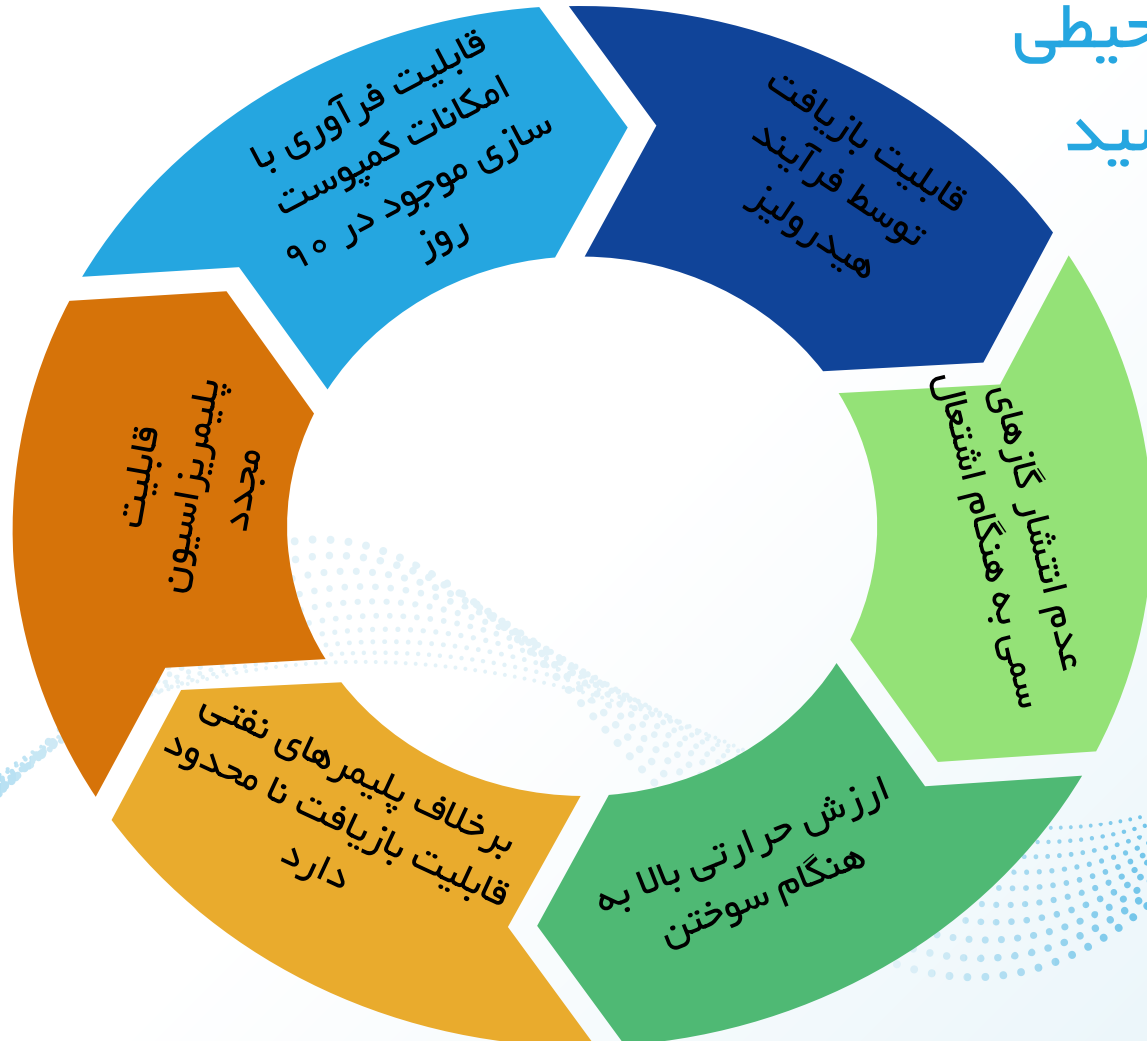 حیطی
قابلیت بازیافت
توسط فرآیند
هیدرولیز
عدم انتشار گازهای
سمی به هنگام اشتعال
ارزش حرارتی بالا به
هنگام سوختن
برخلاف پلیمرهای نفتی
قابلیت بازیافت نا محدود
دارد
قابلیت
پلیمریزاسیون
مجدد
قابلیت فرآوری با
امکانات کمپوست
سازی موجود در ۹۰
روز